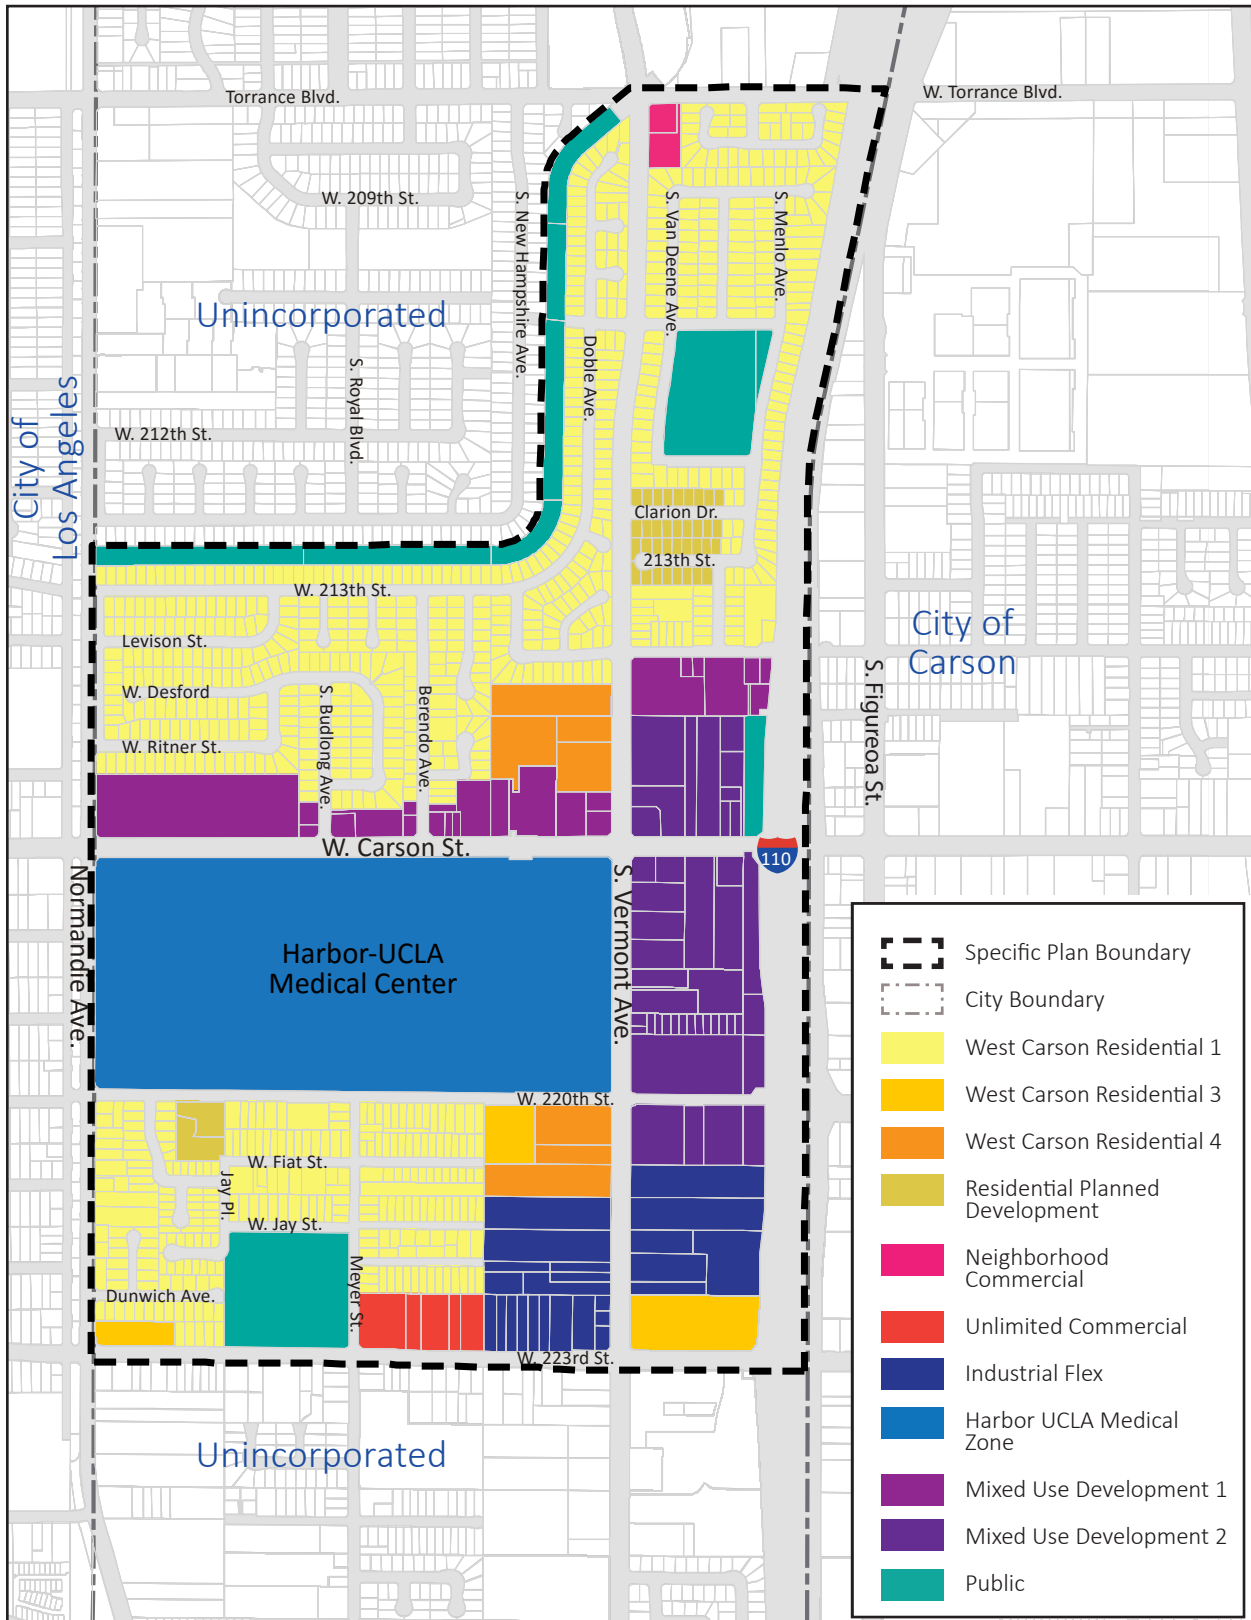 Torrance Blvd.
W. Torrance Blvd.
W. 209th St.
S. New Hampshire Ave.
S. Van Deene Ave.
S. Menlo Ave.
Unincorporated
S. Royal Blvd.
Doble Ave.
City of
Los Angeles
W. 212th St.
Clarion Dr.
213th St.
W. 213th St.
Levison St.
City of
Carson
W. Desford
S. Budlong Ave.
Berendo Ave.
S. Figureoa St.
W. Ritner St.
W. Carson St.
110
Normandie Ave.
S. Vermont Ave.
Harbor-UCLA
Medical Center
W. 220th St.
W. Fiat St.
Jay Pl.
W. Jay St.
Meyer St.
Dunwich Ave.
W. 223rd St.
Unincorporated
Specific Plan Boundary
City Boundary
West Carson Residential 1
West Carson Residential 3
West Carson Residential 4
Residential Planned
Development
Neighborhood
Commercial
Unlimited Commercial
Industrial Flex
Harbor UCLA Medical
Zone
Mixed Use Development 1
Mixed Use Development 2
Public